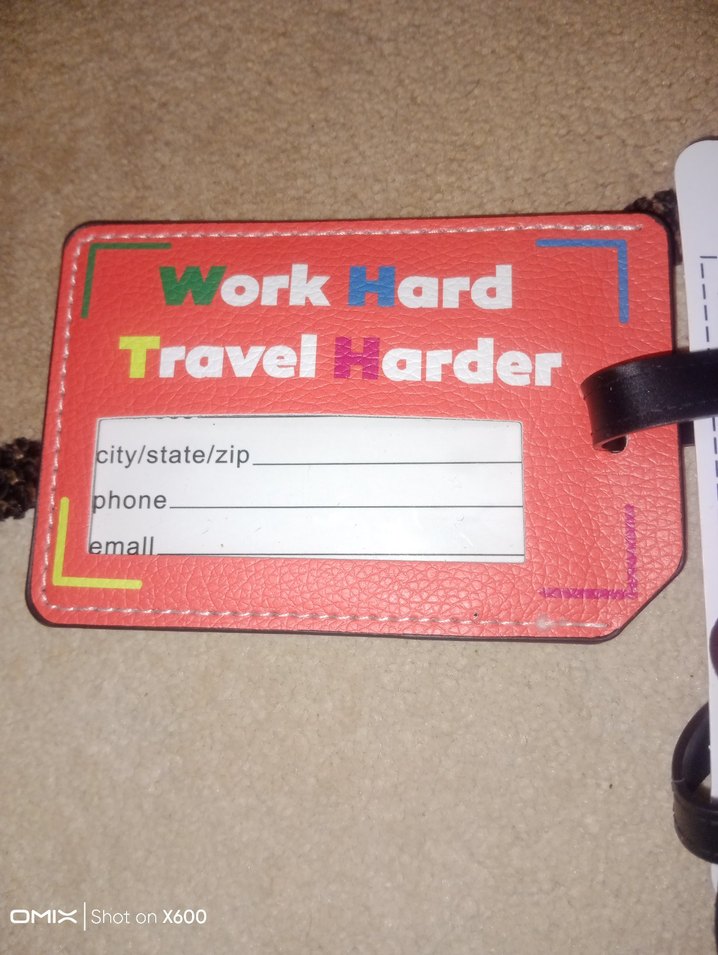 Work Hard
Travel Harder
city/state/zip
phone
emall
OMIX | Shot on X600